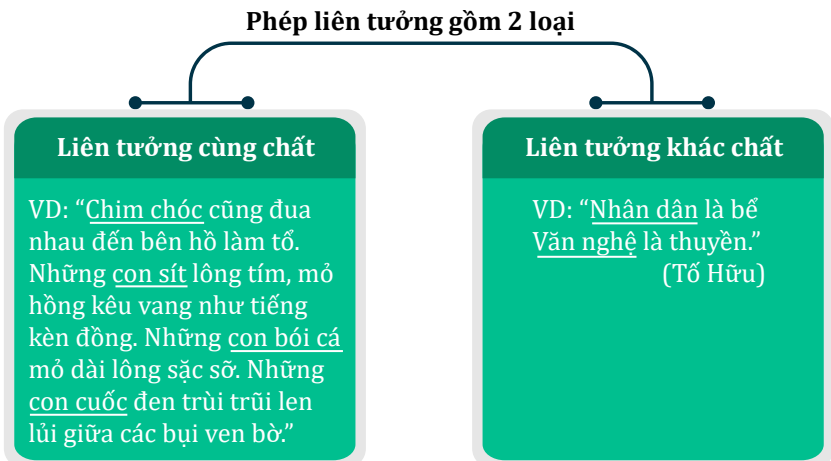 Phép liên tưởng gồm 2 loại
Liên tưởng cùng chất
VD: “Chim chóc cũng đua
nhau đến bên hồ làm tổ.
Những con sít lông tím, mỏ
hồng kêu vang như tiếng
kèn đồng. Những con bói cá
mỏ dài lông sặc sỡ. Những
con cuốc đen trùi trũi len
lủi giữa các bụi ven bờ.”
Liên tưởng khác chất
VD: “Nhân dân là bể
Văn nghệ là thuyền.”
(Tố Hữu)